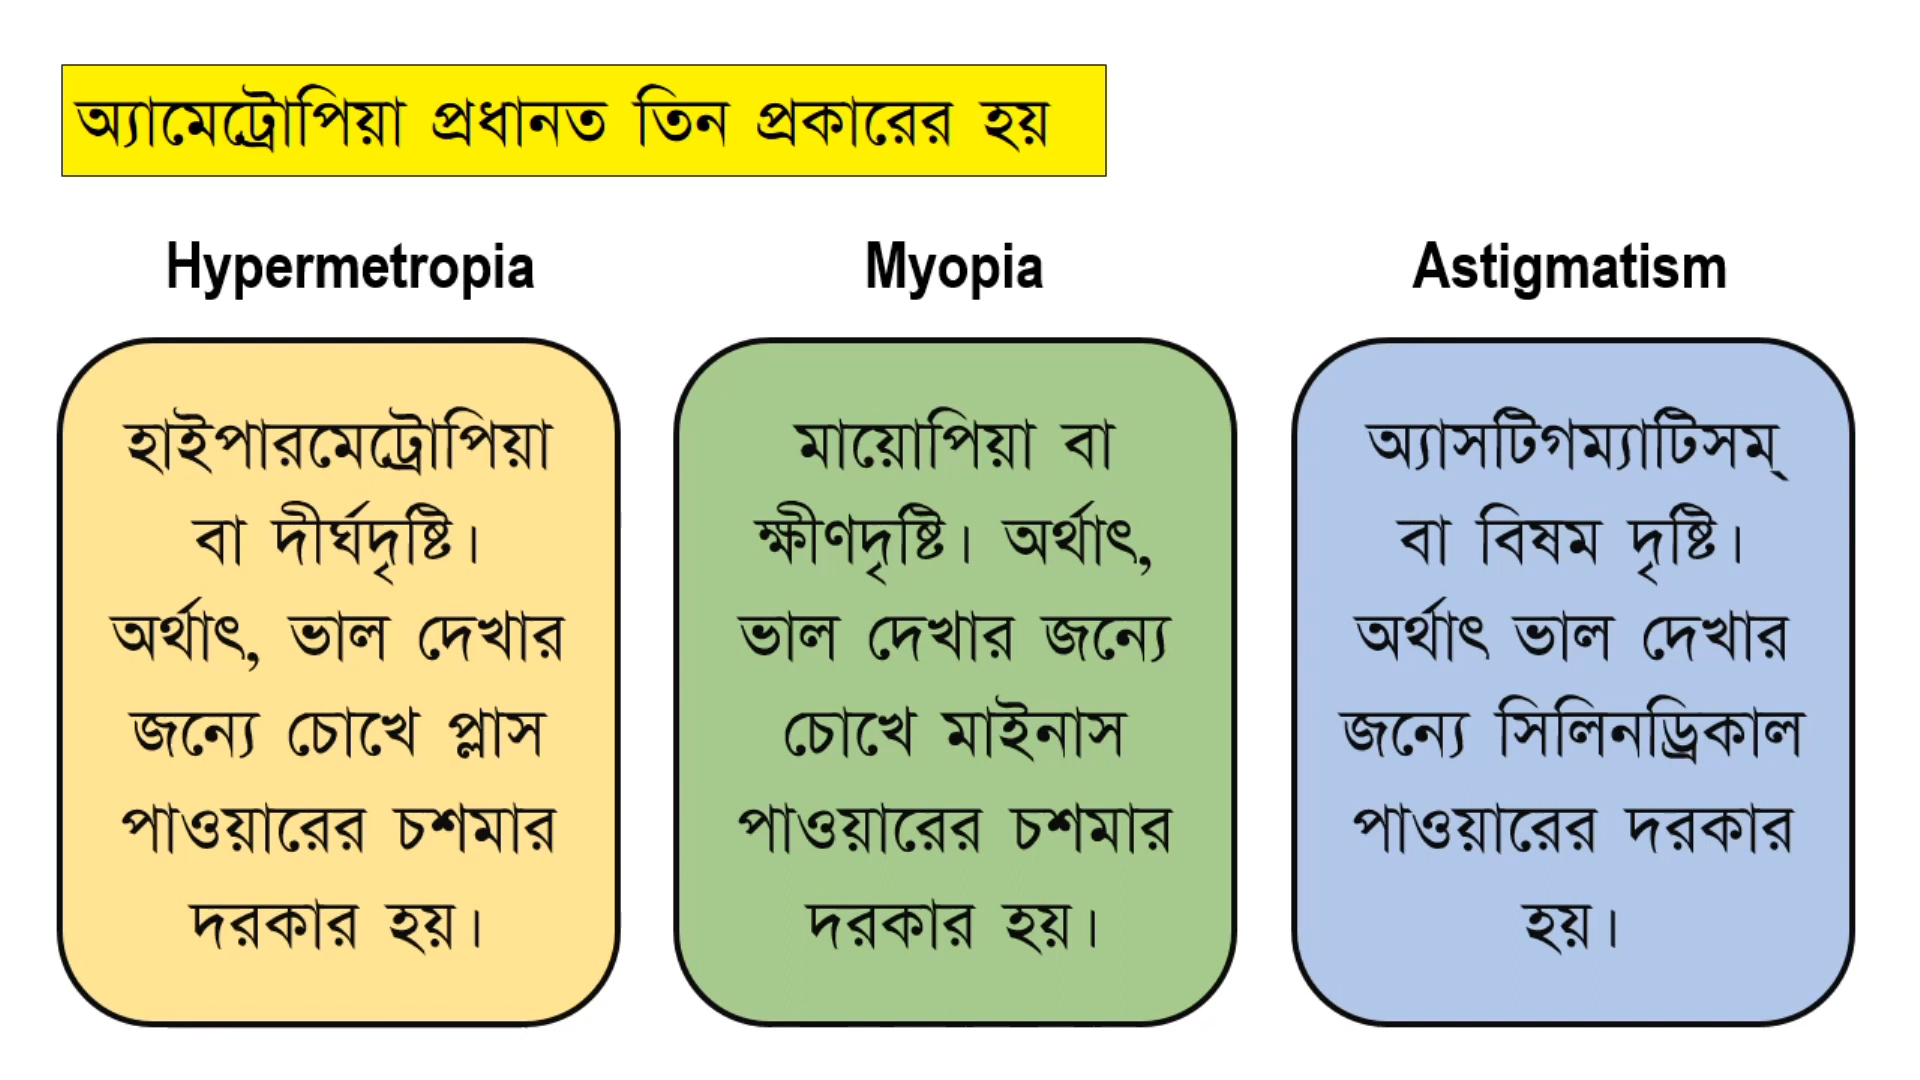 অ্যামেট্রোপিয়া প্রধানত তিন প্রকারের হয়
Hypermetropia
হাইপারমেট্রোপিয়া
বা দীর্ঘদৃষ্টি।
অর্থাৎ, ভাল দেখার
জন্যে চোখে প্লাস
পাওয়ারের চশমার
দরকার হয়।
Myopia
মায়োপিয়া বা
ক্ষীণদৃষ্টি। অর্থাৎ,
ভাল দেখার জন্যে
চোখে মাইনাস
পাওয়ারের চশমার
দরকার হয়।
Astigmatism
অ্যাসটিগম্যাটিসম্
বা বিষম দৃষ্টি।
অর্থাৎ ভাল দেখার
জন্যে সিলিনড্রিকাল
পাওয়ারের দরকার
হয়।